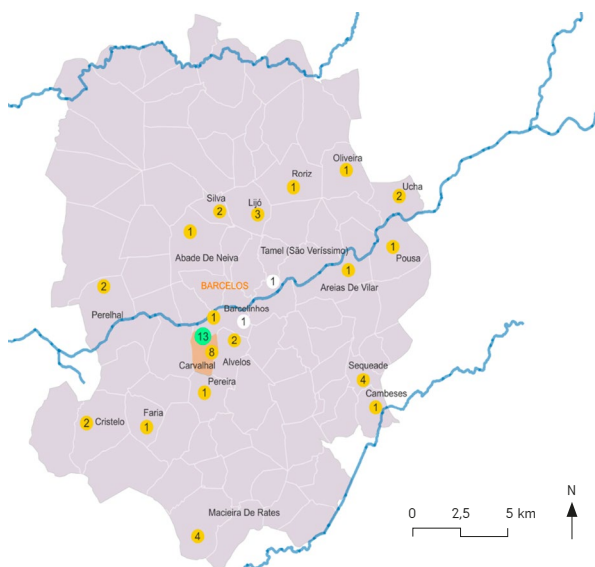 Oliveira
1
Roriz
1
Ucha
2
Silva
2
Lijó
3
1
Abade De Neiva
Tamel (São Veríssimo)
1
Pousa
1
Areias De Vilar
1
BARCELOS
2
Perelhal
Barcelinhos
1
1
13
2
8
Carvalhal
Alvelos
Pereira
1
Sequeade
4
Cambeses
1
2
Cristelo
Faria
1
Macieira De Rates
4
0
2,5
5 km
N